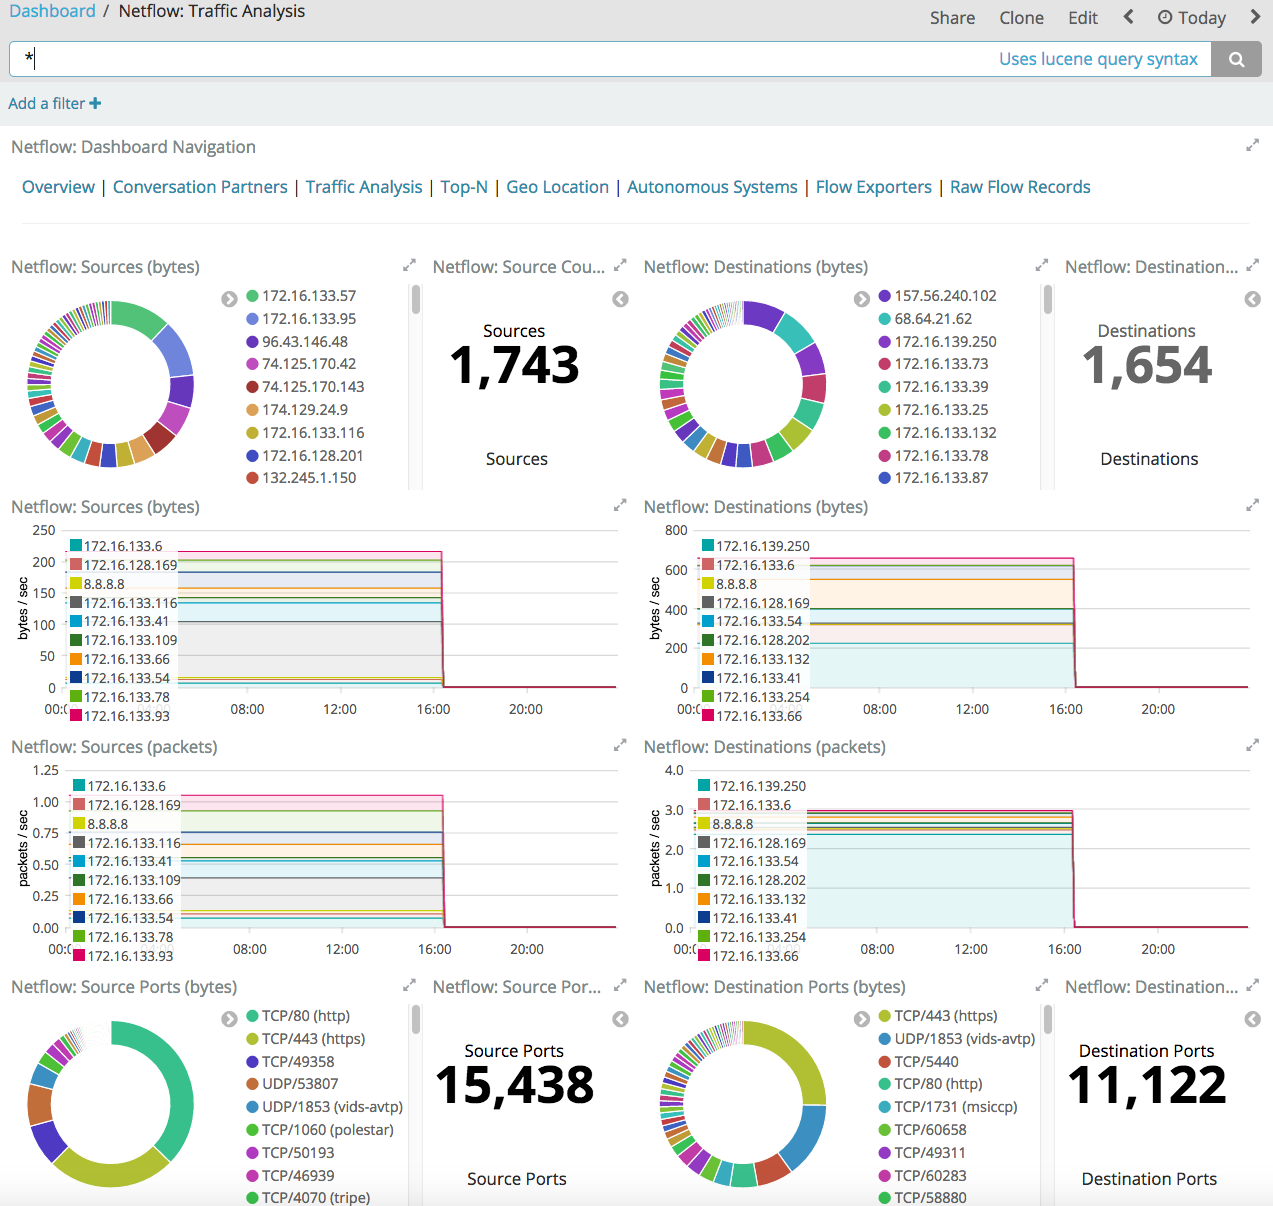 Dashboard / Netflow: Traffic Analysis
Share Clone Edit Today
*
Uses lucene query syntax
Add a filter +
Netflow: Dashboard Navigation
Overview | Conversation Partners | Traffic Analysis | Top-N | Geo Location | Autonomous Systems | Flow Exporters | Raw Flow Records
Netflow: Sources (bytes)
172.16.133.57
172.16.133.95
96.43.146.48
74.125.170.42
74.125.170.143
174.129.24.9
172.16.133.116
172.16.128.201
132.245.1.150
Netflow: Source Cou...
Sources
1,743
Sources
Netflow: Destinations (bytes)
157.56.240.102
68.64.21.62
172.16.139.250
172.16.133.73
172.16.133.39
172.16.133.25
172.16.133.132
172.16.133.78
172.16.133.87
Netflow: Destination...
Destinations
1,654
Destinations
Netflow: Sources (bytes)
bytes / sec
250
200
150
100
50
0
172.16.133.6
172.16.128.169
8.8.8.8
172.16.133.116
172.16.133.41
172.16.133.109
172.16.133.66
172.16.133.54
172.16.133.78
172.16.133.93
08:00 12:00 16:00 20:00
Netflow: Destinations (bytes)
bytes / sec
800
600
400
200
0
172.16.139.250
172.16.133.6
8.8.8.8
172.16.128.169
172.16.133.54
172.16.128.202
172.16.133.132
172.16.133.41
172.16.133.254
172.16.133.66
08:00 12:00 16:00 20:00
Netflow: Sources (packets)
packets / sec
1.25
1.00
0.75
0.50
0.25
0.00
172.16.133.6
172.16.128.169
8.8.8.8
172.16.133.116
172.16.133.41
172.16.133.109
172.16.133.66
172.16.133.54
172.16.133.78
172.16.133.93
08:00 12:00 16:00 20:00
Netflow: Destinations (packets)
packets / sec
4.0
3.0
2.0
1.0
0.0
172.16.139.250
172.16.133.6
8.8.8.8
172.16.128.169
172.16.133.54
172.16.128.202
172.16.133.132
172.16.133.41
172.16.133.254
172.16.133.66
08:00 12:00 16:00 20:00
Netflow: Source Ports (bytes)
TCP/80 (http)
TCP/443 (https)
TCP/49358
UDP/53807
UDP/1853 (vids-avtp)
TCP/1060 (polestar)
TCP/50193
TCP/46939
TCP/4070 (tripe)
Netflow: Source Por...
Source Ports
15,438
Source Ports
Netflow: Destination Ports (bytes)
TCP/443 (https)
UDP/1853 (vids-avtp)
TCP/5440
TCP/80 (http)
TCP/1731 (msiccp)
TCP/60658
TCP/49311
TCP/60283
TCP/58880
Netflow: Destination...
Destination Ports
11,122
Destination Ports